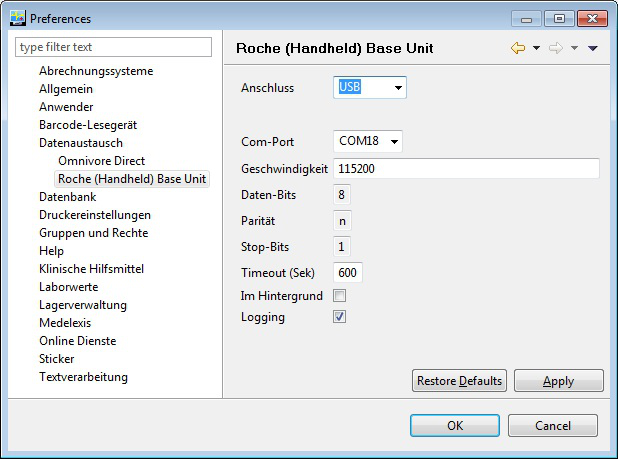 Preferences
type filter text
Abrechnungssysteme
Allgemein
Anwender
Barcode-Lesegerät
Datenaustausch
Omnivore Direct
Roche (Handheld) Base Unit
Datenbank
Druckereinstellungen
Gruppen und Rechte
Help
Klinische Hilfsmittel
Laborwerte
Lagerverwaltung
Medelexis
Online Dienste
Sticker
Textverarbeitung
Roche (Handheld) Base Unit
Anschluss USB
Com-Port COM18
Geschwindigkeit 115200
Daten-Bits 8
Parität n
Stop-Bits 1
Timeout (Sek) 600
Im Hintergrund
Logging
Restore Defaults Apply
OK Cancel